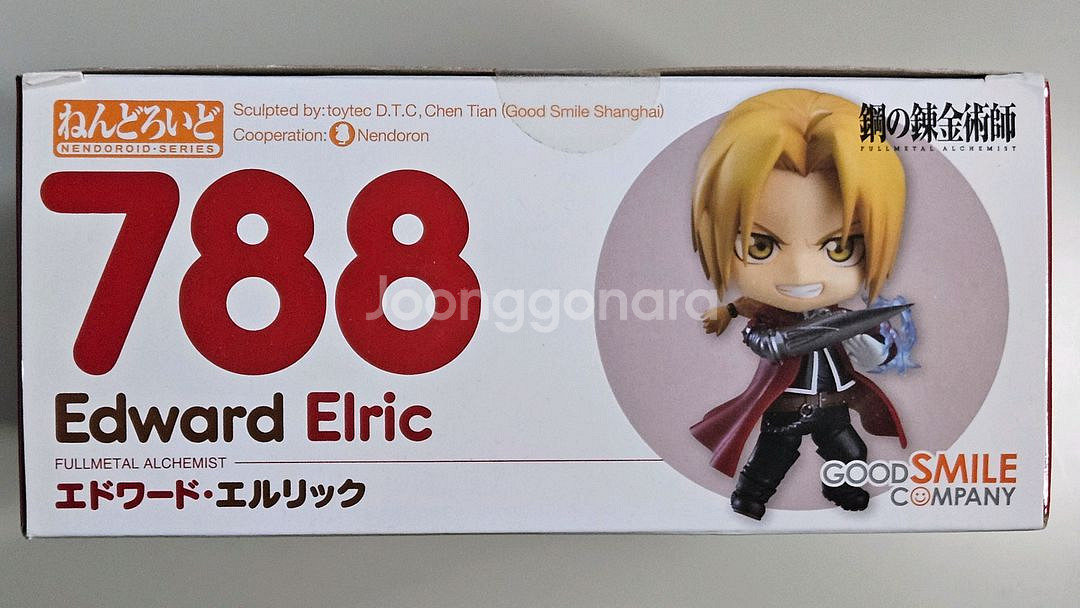 ねんどろいど
NENDOROID·SERIES
Sculpted by: toytec D.T.C, Chen Tian (Good Smile Shanghai)
Cooperation: Nendoron
鋼の錬金術師
FULLMETAL ALCHEMIST
788
Joonggonara
Edward Elric
FULLMETAL ALCHEMIST
エドワード・エルリック
GOOD SMILE
COMPANY